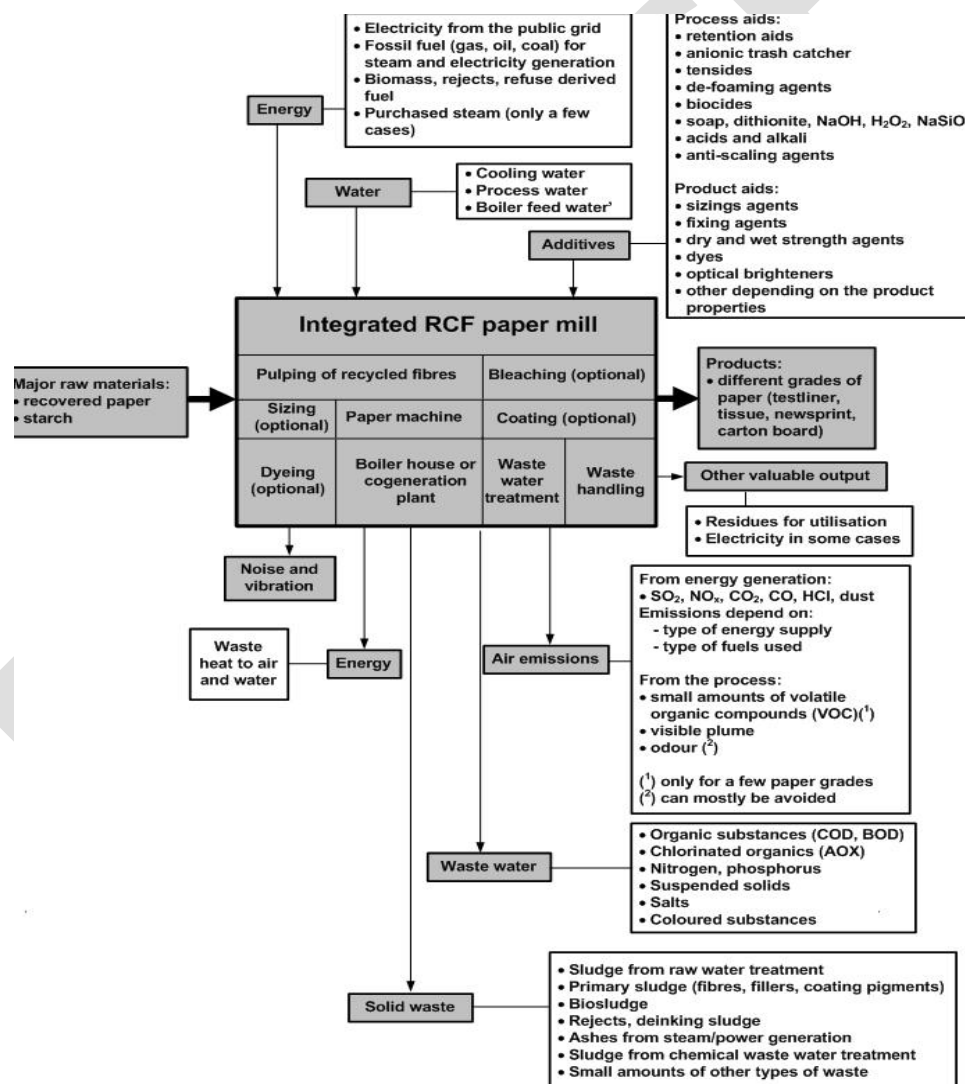 • Electricity from the public grid
• Fossil fuel (gas, oil, coal) for
steam and electricity generation
• Biomass, rejects, refuse derived
fuel
• Purchased steam (only a few
cases)
Energy
Process aids:
• retention aids
• anionic trash catcher
• tensides
• de-foaming agents
• biocides
• soap, dithionite, NaOH, H₂O₂, NaSiO
• acids and alkali
• anti-scaling agents
Product aids:
• sizings agents
• fixing agents
• dry and wet strength agents
• dyes
• optical brighteners
• other depending on the product
properties
Water
• Cooling water
• Process water
• Boiler feed water’
Additives
Integrated RCF paper mill
Pulping of recycled fibres
Bleaching (optional)
Sizing
(optional)
Paper machine
Coating (optional)
Dyeing
(optional)
Boiler house or
cogeneration
plant
Waste
water
treatment
Waste
handling
Major raw materials:
• recovered paper
• starch
Products:
• different grades of
paper (testliner,
tissue, newsprint,
carton board)
Other valuable output
• Residues for utilisation
• Electricity in some cases
Noise and
vibration
Waste
heat to air
and water
Energy
Air emissions
From energy generation:
• SO₂, NOₓ, CO₂, CO, HCl, dust
Emissions depend on:
- type of energy supply
- type of fuels used
From the process:
• small amounts of volatile
organic compounds (VOC)(¹)
• visible plume
• odour (²)
(¹) only for a few paper grades
(²) can mostly be avoided
Waste water
• Organic substances (COD, BOD)
• Chlorinated organics (AOX)
• Nitrogen, phosphorus
• Suspended solids
• Salts
• Coloured substances
Solid waste
• Sludge from raw water treatment
• Primary sludge (fibres, fillers, coating pigments)
• Biosludge
• Rejects, deinking sludge
• Ashes from steam/power generation
• Sludge from chemical waste water treatment
• Small amounts of other types of waste